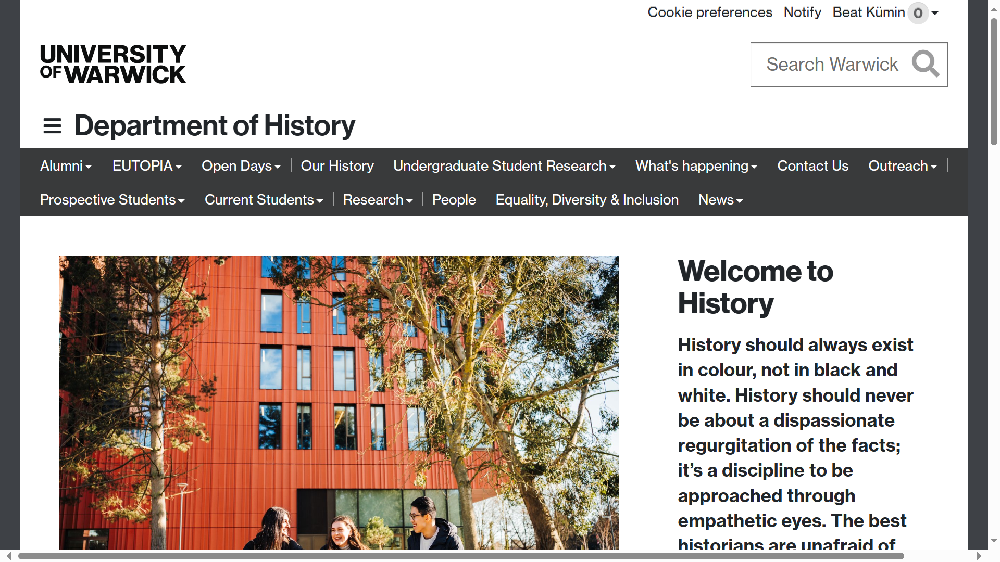 Cookie preferences Notify Beat Kümin 0
UNIVERSITY
OF WARWICK
Search Warwick
Department of History
Alumni EUTOPIA Open Days Our History Undergraduate Student Research What's happening Contact Us Outreach
Prospective Students Current Students Research People Equality, Diversity & Inclusion News
Welcome to
History
History should always exist
in colour, not in black and
white. History should never
be about a dispassionate
regurgitation of the facts;
it’s a discipline to be
approached through
empathetic eyes. The best
historians are unafraid of